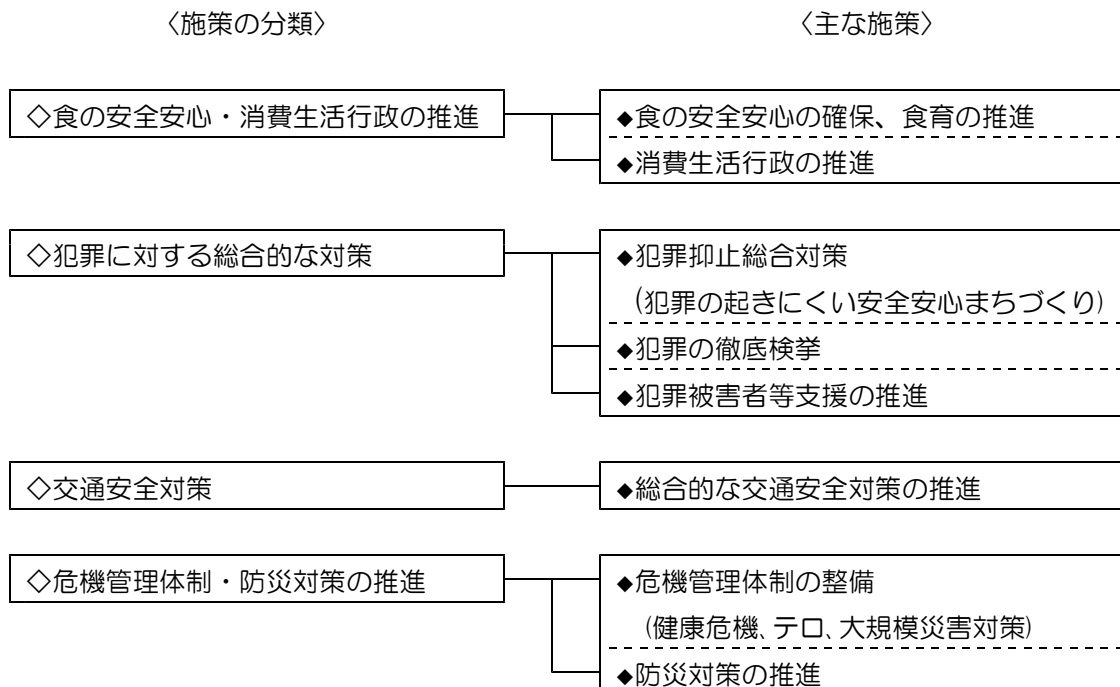 〈施策の分類〉 〈主な施策〉
◇食の安全安心・消費生活行政の推進 ◆食の安全安心の確保、食育の推進
◆消費生活行政の推進
◇犯罪に対する総合的な対策 ◆犯罪抑止総合対策
(犯罪の起きにくい安全安心まちづくり)
◆犯罪の徹底検挙
◆犯罪被害者等支援の推進
◇交通安全対策 ◆総合的な交通安全対策の推進
◇危機管理体制・防災対策の推進 ◆危機管理体制の整備
(健康危機、テロ、大規模災害対策)
◆防災対策の推進